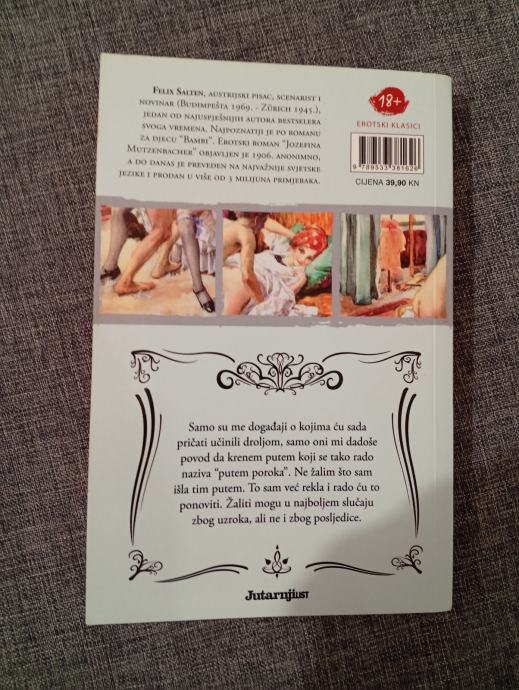 Felix Salten, austrijski pisac, scenarist i
novinar (Budimpešta 1969. - Zürich 1945.),
jedan od najuspješnijih autora bestselera
svoga vremena. Najpoznatiji je po romanu
za djecu "Bambi". Erotski roman "Jozefina
Mutzenbacher" objavljen je 1906. anonimno,
a do danas je preveden na najvažnije svjetske
jezike i prodan u više od 3 milijuna primjeraka.
18+
EROTSKI KLASICI
9 789533 381626
CIJENA 39,90 KN
Samo su me događaji o kojima ću sada
pričati učinili droljom, samo oni mi dadoše
povod da krenem putem koji se tako rado
naziva "putem poroka". Ne žalim što sam
išla tim putem. To sam već rekla i rado ću to
ponoviti. Žaliti mogu u najboljem slučaju
zbog uzroka, ali ne i zbog posljedice.
Jutarnji LIST